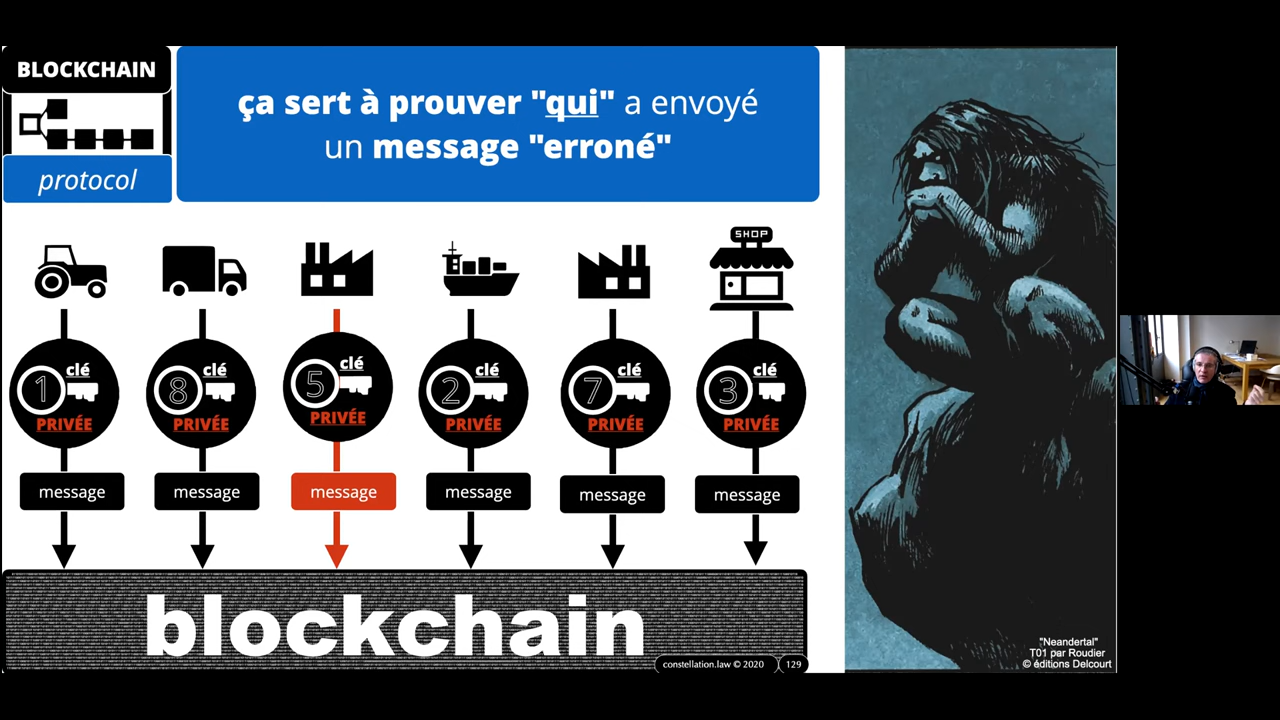 BLOCKCHAIN
protocol
ça sert à prouver "qui" a envoyé
un message "erroné"
SHOP
1 clé PRIVÉE
8 clé PRIVÉE
5 clé PRIVÉE
2 clé PRIVÉE
7 clé PRIVÉE
3 clé PRIVÉE
message
message
message
message
message
message
blockchain
constellation.law © 2020
129
"Neandertal"
T01 par Roudier
© éditions Delcourt